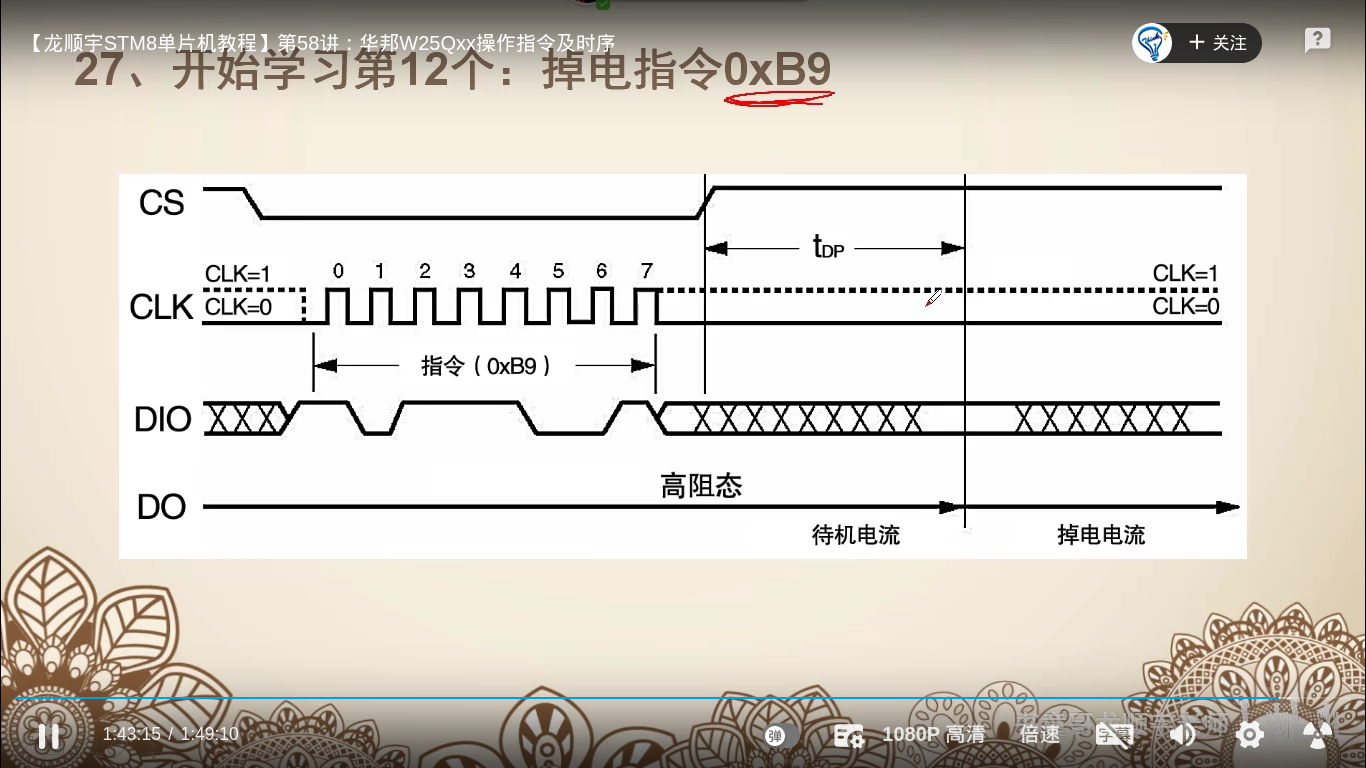 【龙顺宇STM8单片机教程】第58讲：华邦W25Qxx操作指令及时序
+ 关注
27、开始学习第12个：掉电指令0xB9
CS
tDP
0 1 2 3 4 5 6 7
CLK=1
CLK=1
CLK
CLK=0
CLK=0
指令（0xB9）
DIO
高阻态
DO
待机电流
掉电电流
1:43:15 / 1:49:10
弹
1080P 高清
倍速
字幕